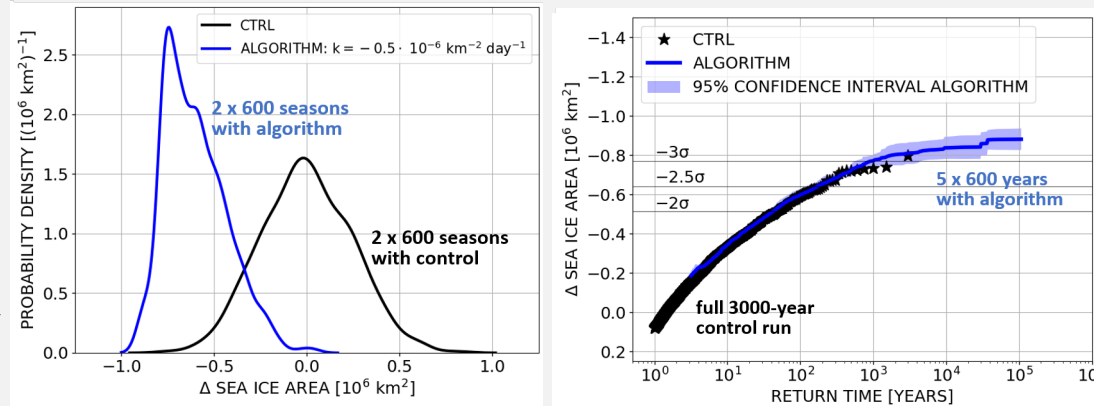 CTRL
ALGORITHM: k = −0.5 · 10⁻⁶ km⁻² day⁻¹
2 x 600 seasons
with algorithm
2 x 600 seasons
with control
PROBABILITY DENSITY [(10⁶ km²)⁻¹]
2.5
2.0
1.5
1.0
0.5
0.0
−1.0
−0.5
0.0
0.5
1.0
Δ SEA ICE AREA [10⁶ km²]
CTRL
ALGORITHM
95% CONFIDENCE INTERVAL ALGORITHM
−3σ
−2.5σ
−2σ
5 x 600 years
with algorithm
full 3000-year
control run
Δ SEA ICE AREA [10⁶ km²]
−1.4
−1.2
−1.0
−0.8
−0.6
−0.4
−0.2
0.0
0.2
10⁰
10¹
10²
10³
10⁴
10⁵
RETURN TIME [YEARS]